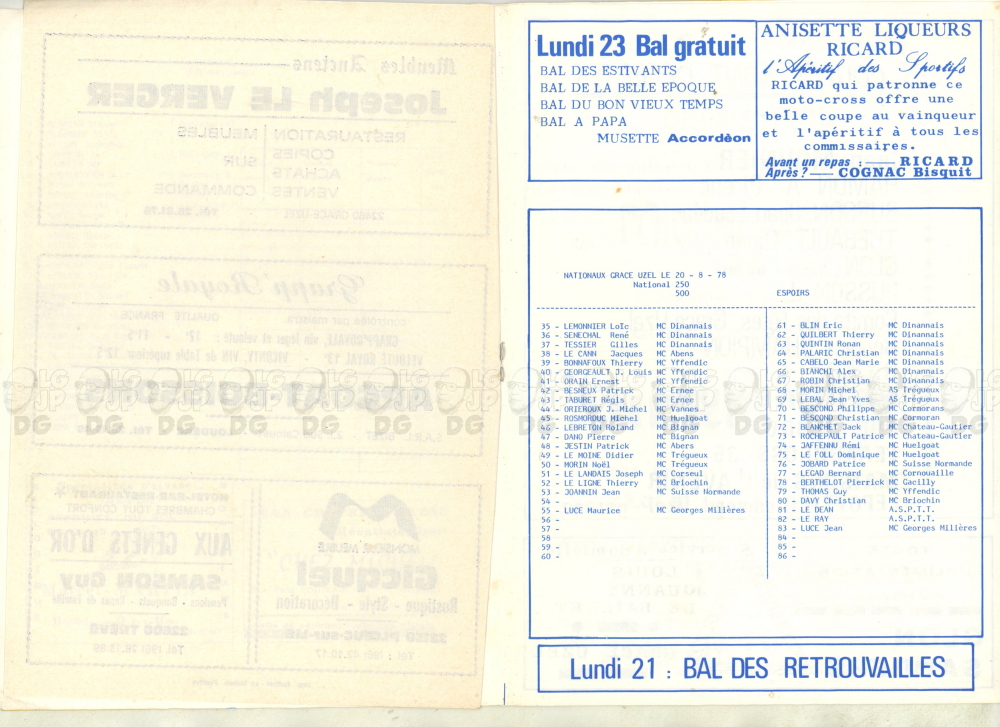 Lundi 23 Bal gratuit
BAL DES ESTIVANTS
BAL DE LA BELLE EPOQUE
BAL DU BON VIEUX TEMPS
BAL A PAPA
MUSETTE Accordèon
ANISETTE LIQUEURS
RICARD
l'Apéritif des Sportifs
RICARD qui patronne ce
moto-cross offre une
belle coupe au vainqueur
et l'apéritif à tous les
commissaires.
Avant un repas : RICARD
Après ? COGNAC Bisquit
NATIONAUX GRACE UZEL LE 20 - 8 - 78
National 250
500
ESPOIRS
35 - LEMONNIER Loïc MC Dinannais
36 - SENECHAL René MC Dinannais
37 - TESSIER Gilles MC Dinannais
38 - LE CANN Jacques MC Abens
39 - BONNAFOUX Thierry MC Yffendic
40 - GEORGEAULT J. Louis MC Yffendic
41 - ORAIN Ernest MC Yffendic
42 - BESNEUX Patrick MC Ernee
43 - TABURET Régis MC Ernee
44 - ORIEROUX J. Michel MC Vannes
45 - ROSMORDUC Michel MC Huelgoat
46 - LEBRETON Roland MC Bignan
47 - DANO Pierre MC Bignan
48 - JESTIN Patrick MC Abers
49 - LE MOINE Didier MC Trégueux
50 - MORIN Noël MC Trégueux
51 - LE LANDAIS Joseph MC Corseul
52 - LE LIGNE Thierry MC Briochin
53 - JOANNIN Jean MC Suisse Normande
54 -
55 - LUCE Maurice MC Georges Milières
56 -
57 -
58
59 -
60 -
61 - BLIN Eric MC Dinannais
62 - QUILBERT Thierry MC Dinannais
63 - QUINTIN Ronan MC Dinannais
64 - PALARIC Christian MC Dinannais
65 - CABELO Jean Marie MC Dinannais
66 - BIANCHI Alex MC Dinannais
67 - ROBIN Christian MC Dinannais
68 - MORIN Michel AS Trégueux
69 - LEBAL Jean Yves AS Trégueux
70 - BESCOND Philippe MC Cormoran
71 - BESCOND Christian MC Cormoran
72 - BLANCHET Jack MC Chateau-Gautier
73 - ROCHEPAULT Patrice MC Chateau-Gautier
74 - JAFFENNU Rémi MC Huelgoat
75 - LE FOLL Dominique MC Huelgoat
76 - JOBARD Patrice MC Suisse Normande
77 - LEGAD Bernard MC Cornouaille
78 - BERTHELOT Pierrick MC Gacilly
79 - THOMAS Guy MC Yffendic
80 - DAVY Christian MC Briochin
81 - LE DEAN A.S.P.T.T.
82 - LE RAY A.S.P.T.T.
83 - LUCE Jean MC Georges Milières
84 -
85 -
86 -
Lundi 21 : BAL DES RETROUVAILLES